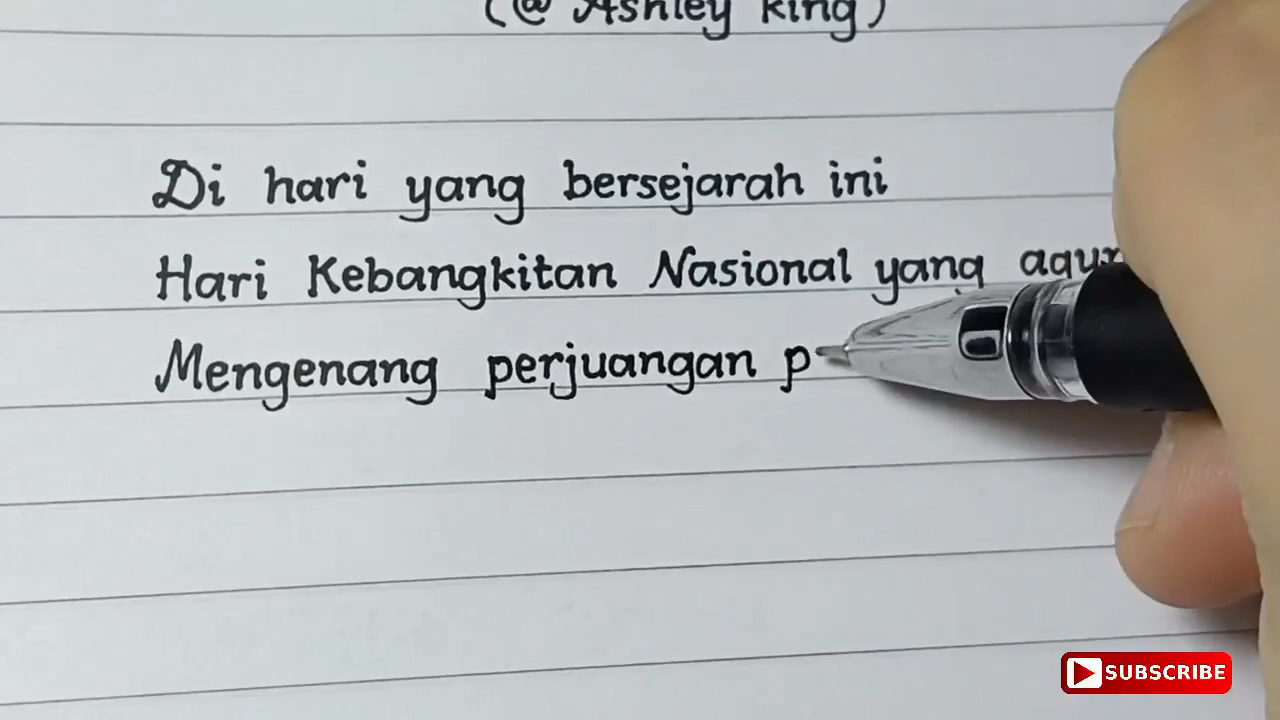 (@ Ashley King)
Di hari yang bersejarah ini
Hari Kebangkitan Nasional yang
Mengenang perjuangan p
SUBSCRIBE